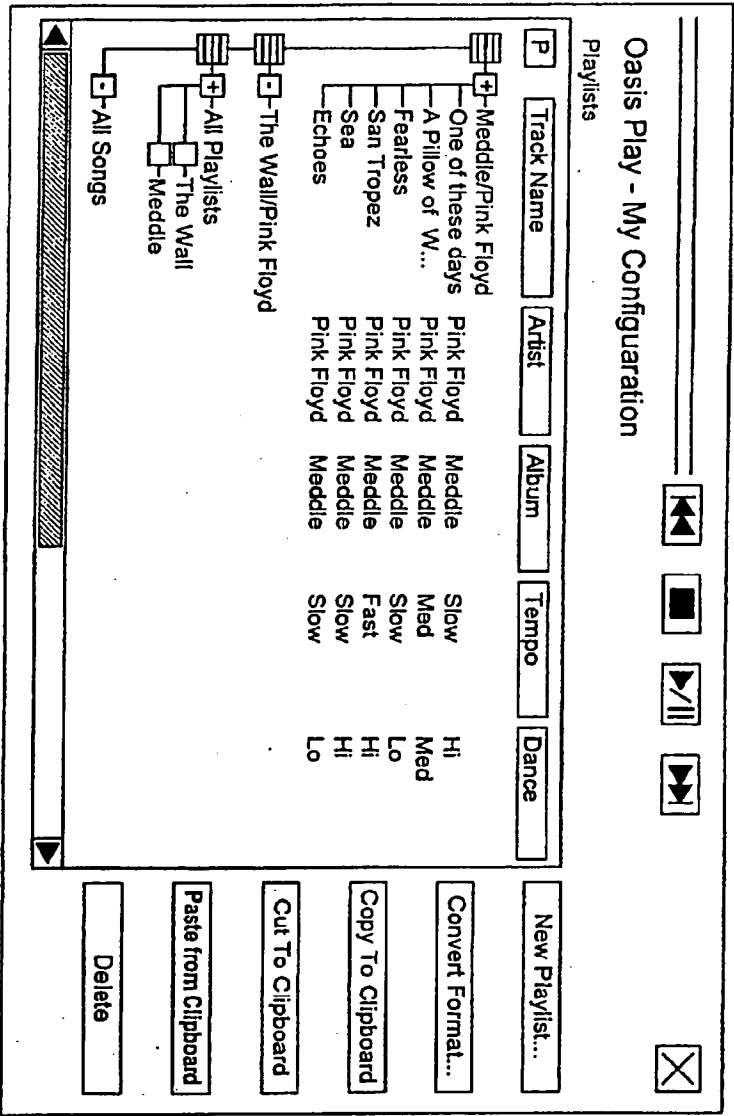 Oasis Play - My Configuaration
Playlists
P Track Name Artist Album Tempo Dance
Meddle/Pink Floyd
One of these days Pink Floyd Meddle Slow Hi
A Pillow of W... Pink Floyd Meddle Med Med
Fearless Pink Floyd Meddle Slow Lo
San Tropez Pink Floyd Meddle Fast Hi
Sea Pink Floyd Meddle Slow Hi
Echoes Pink Floyd Meddle Slow Lo
The Wall/Pink Floyd
All Playlists
The Wall
Meddle
All Songs
New Playlist...
Convert Format...
Copy To Clipboard
Cut To Clipboard
Paste from Clipboard
Delete